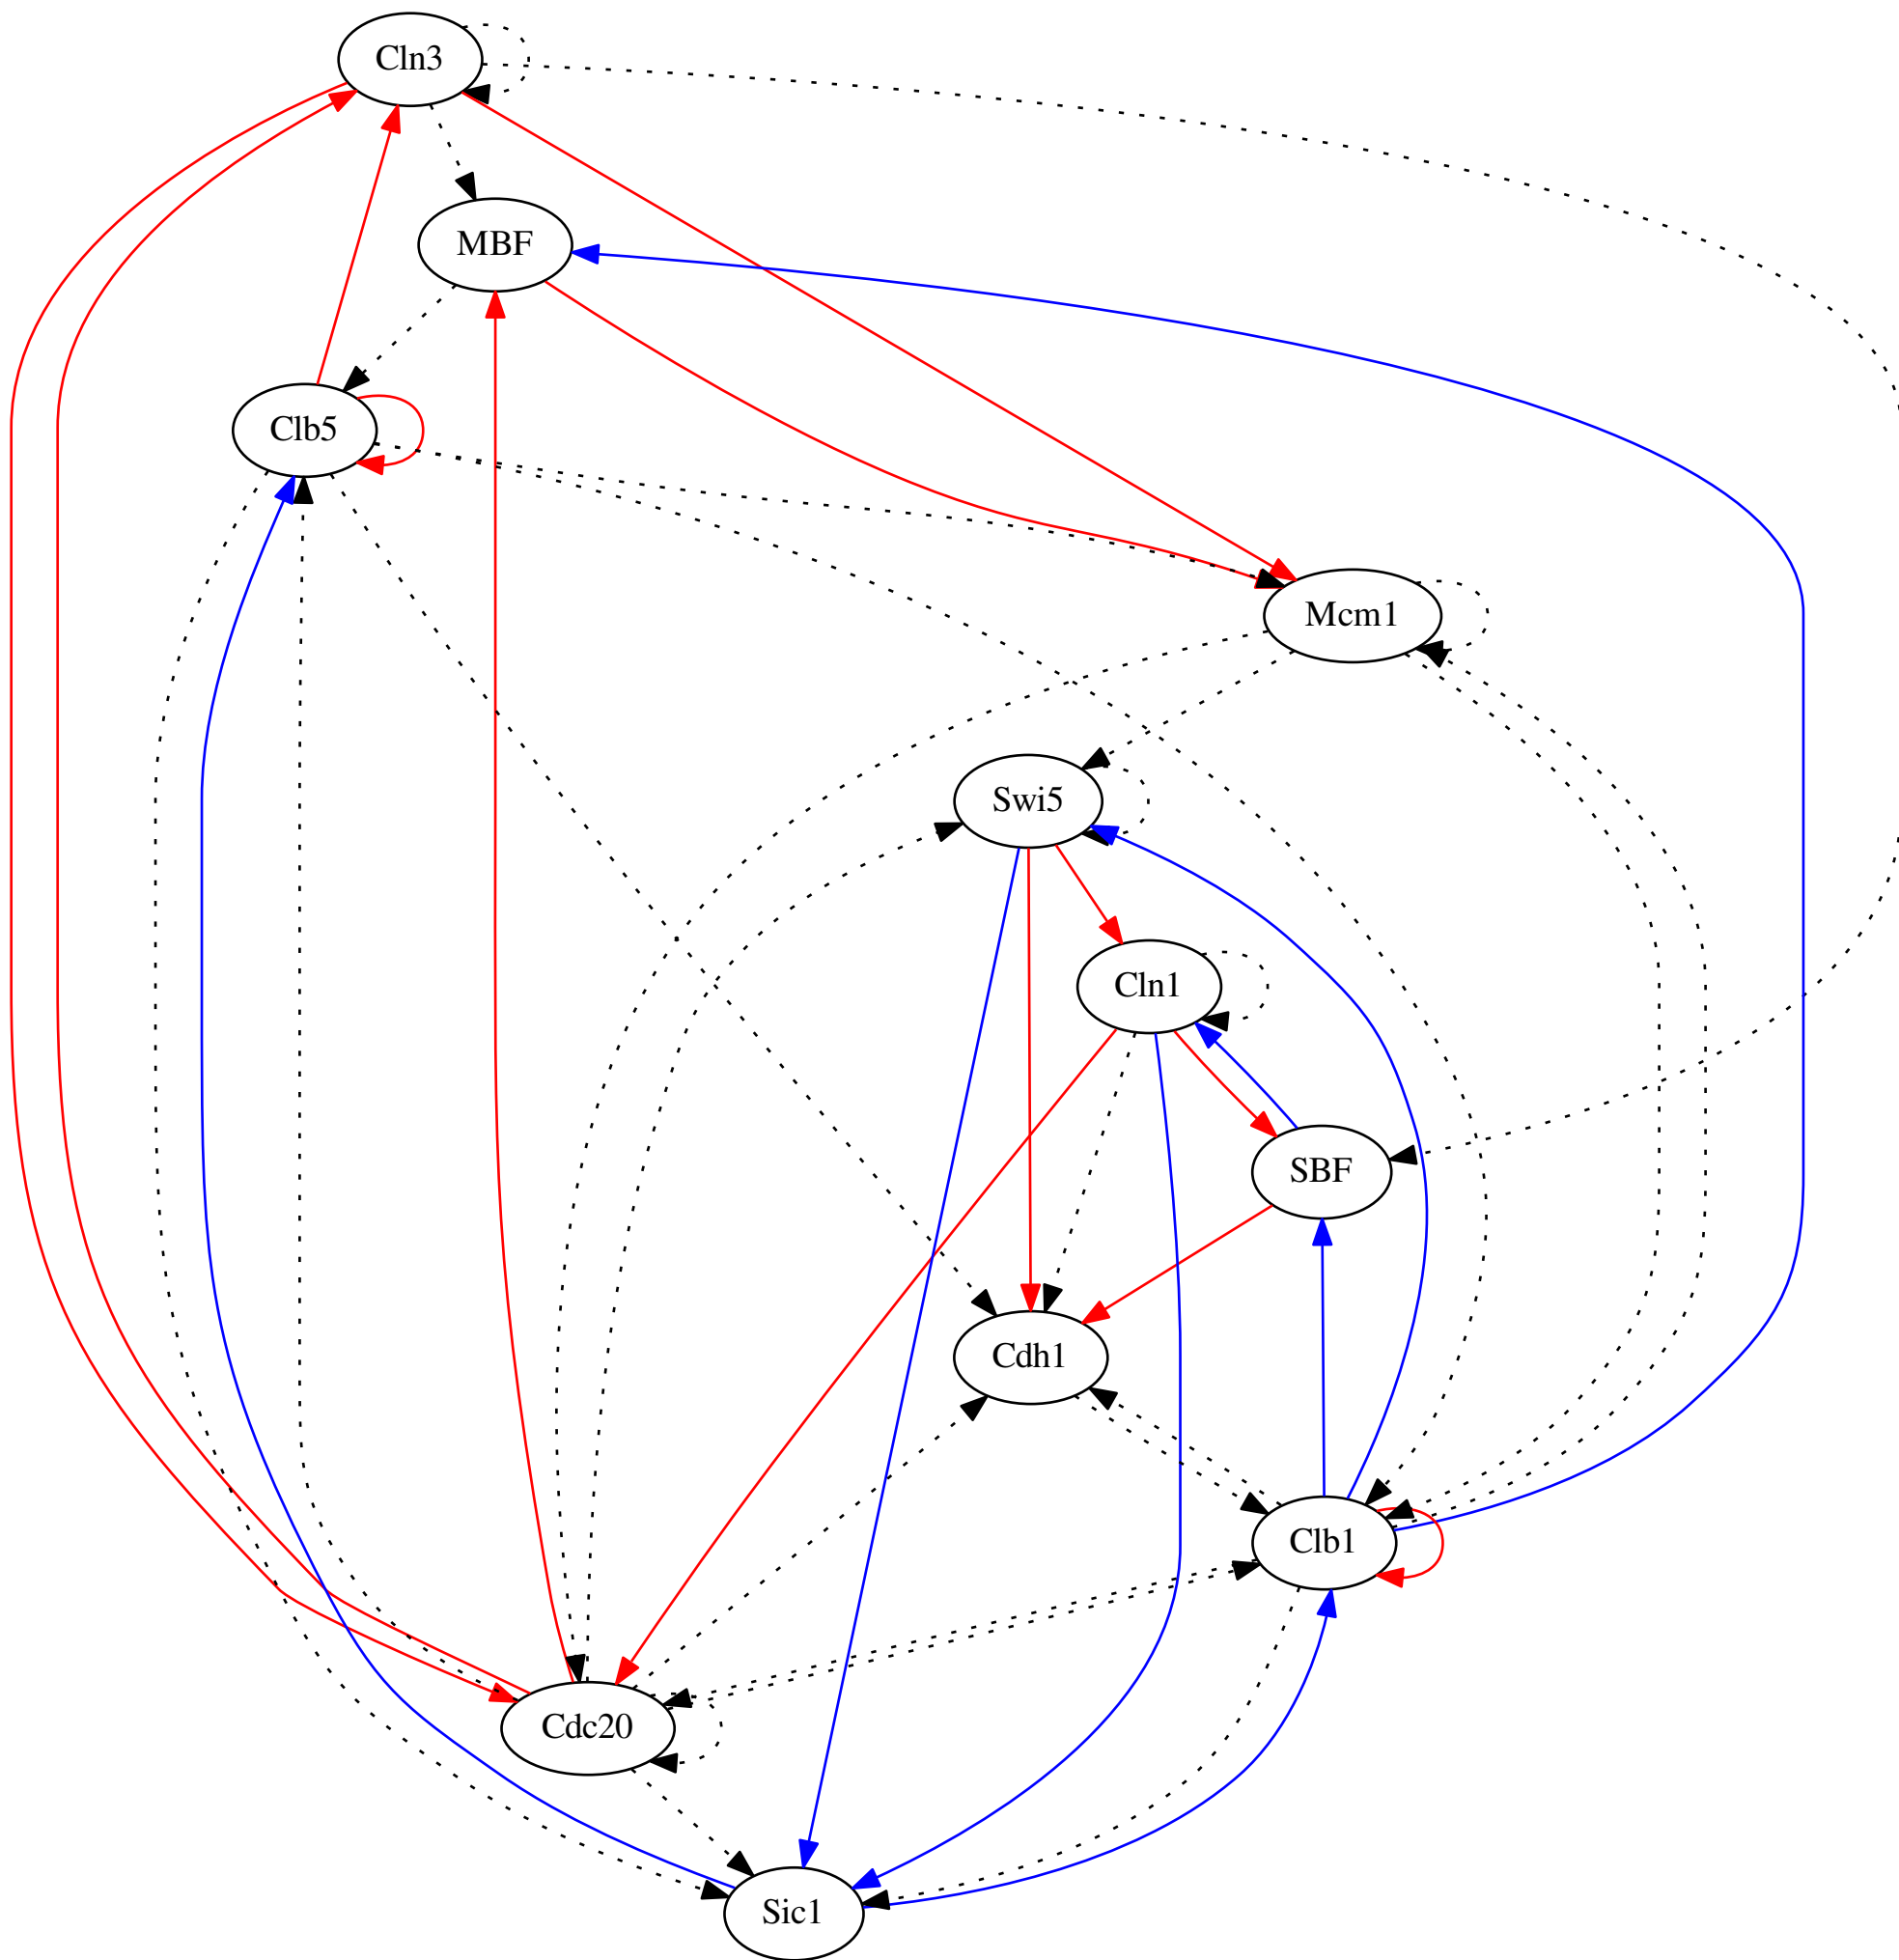 Cln3
MBF
Clb5
Mcm1
Swi5
Cln1
SBF
Cdh1
Clb1
Cdc20
Sic1